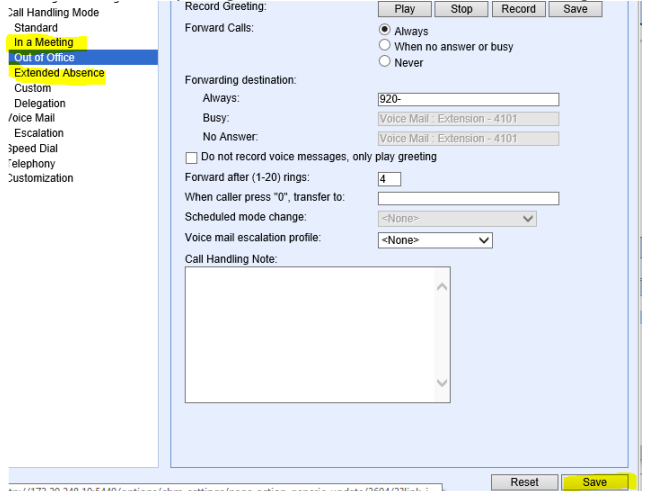 Call Handling Mode
Standard
In a Meeting
Out of Office
Extended Absence
Custom
Delegation
Voice Mail
Escalation
Speed Dial
Telephony
Customization
Record Greeting: Play Stop Record Save
Forward Calls: Always
When no answer or busy
Never
Forwarding destination:
Always: 920-
Busy: Voice Mail : Extension - 4101
No Answer: Voice Mail : Extension - 4101
Do not record voice messages, only play greeting
Forward after (1-20) rings: 4
When caller press "0", transfer to:
Scheduled mode change: <None>
Voice mail escalation profile: <None>
Call Handling Note:
Reset Save